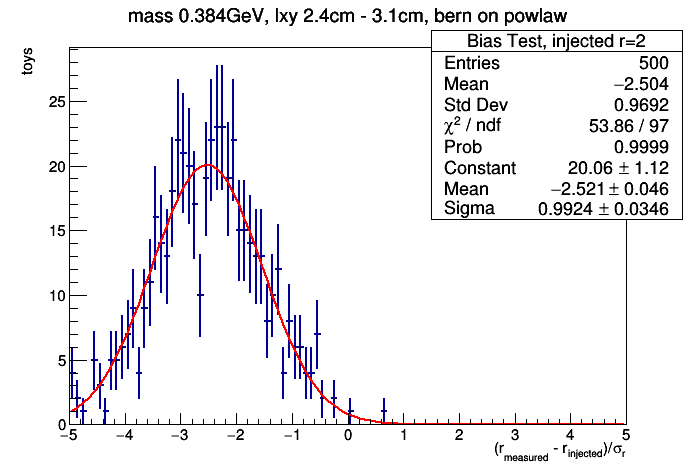 mass 0.384GeV, lxy 2.4cm - 3.1cm, bern on powlaw
toys
Bias Test, injected r=2
Entries 500
Mean −2.504
Std Dev 0.9692
χ² / ndf 53.86 / 97
Prob 0.9999
Constant 20.06 ± 1.12
Mean −2.521 ± 0.046
Sigma 0.9924 ± 0.0346
25
20
15
10
5
0
−5 −4 −3 −2 −1 0 1 2 3 4 5
(r_measured - r_injected)/σ_r